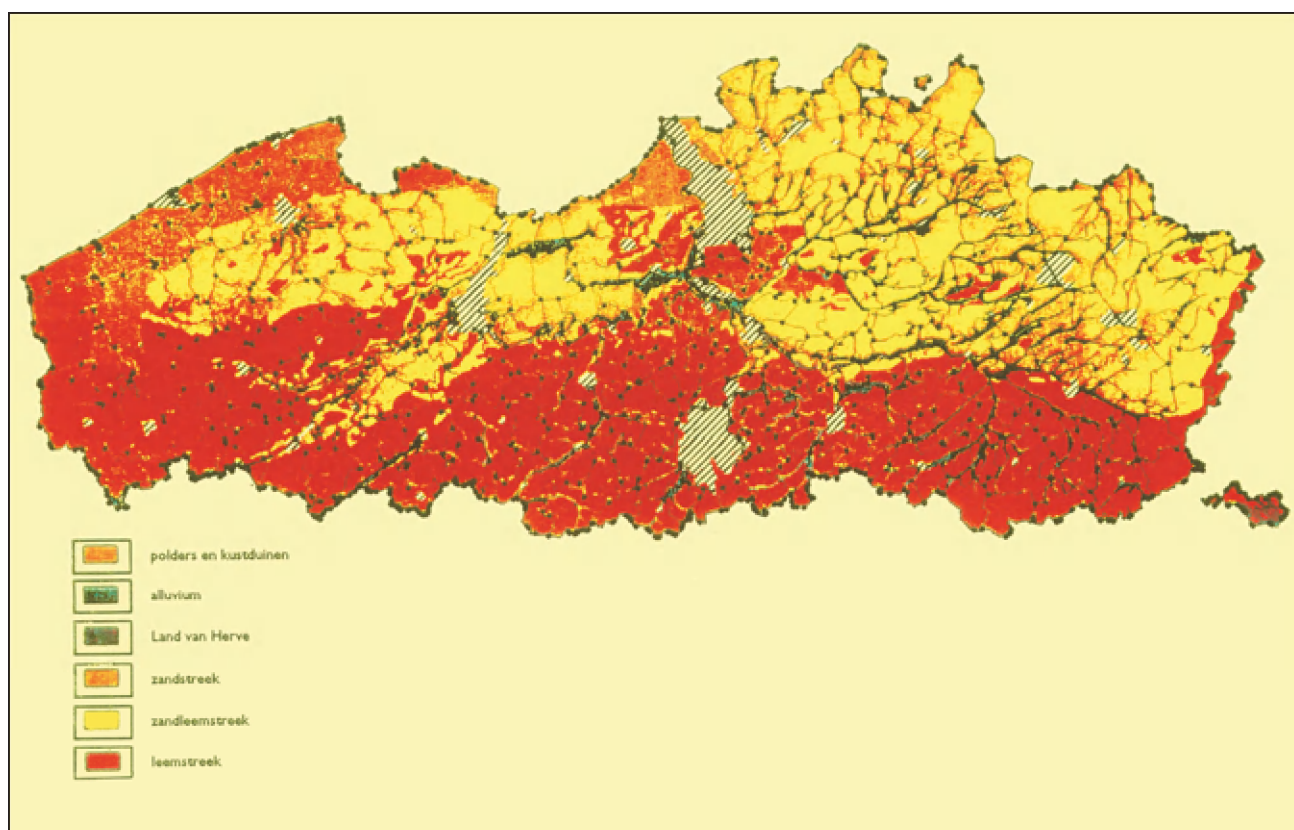 polders en kustduinen
alluvium
Land van Herve
zandstreek
zandleemstreek
leemstreek